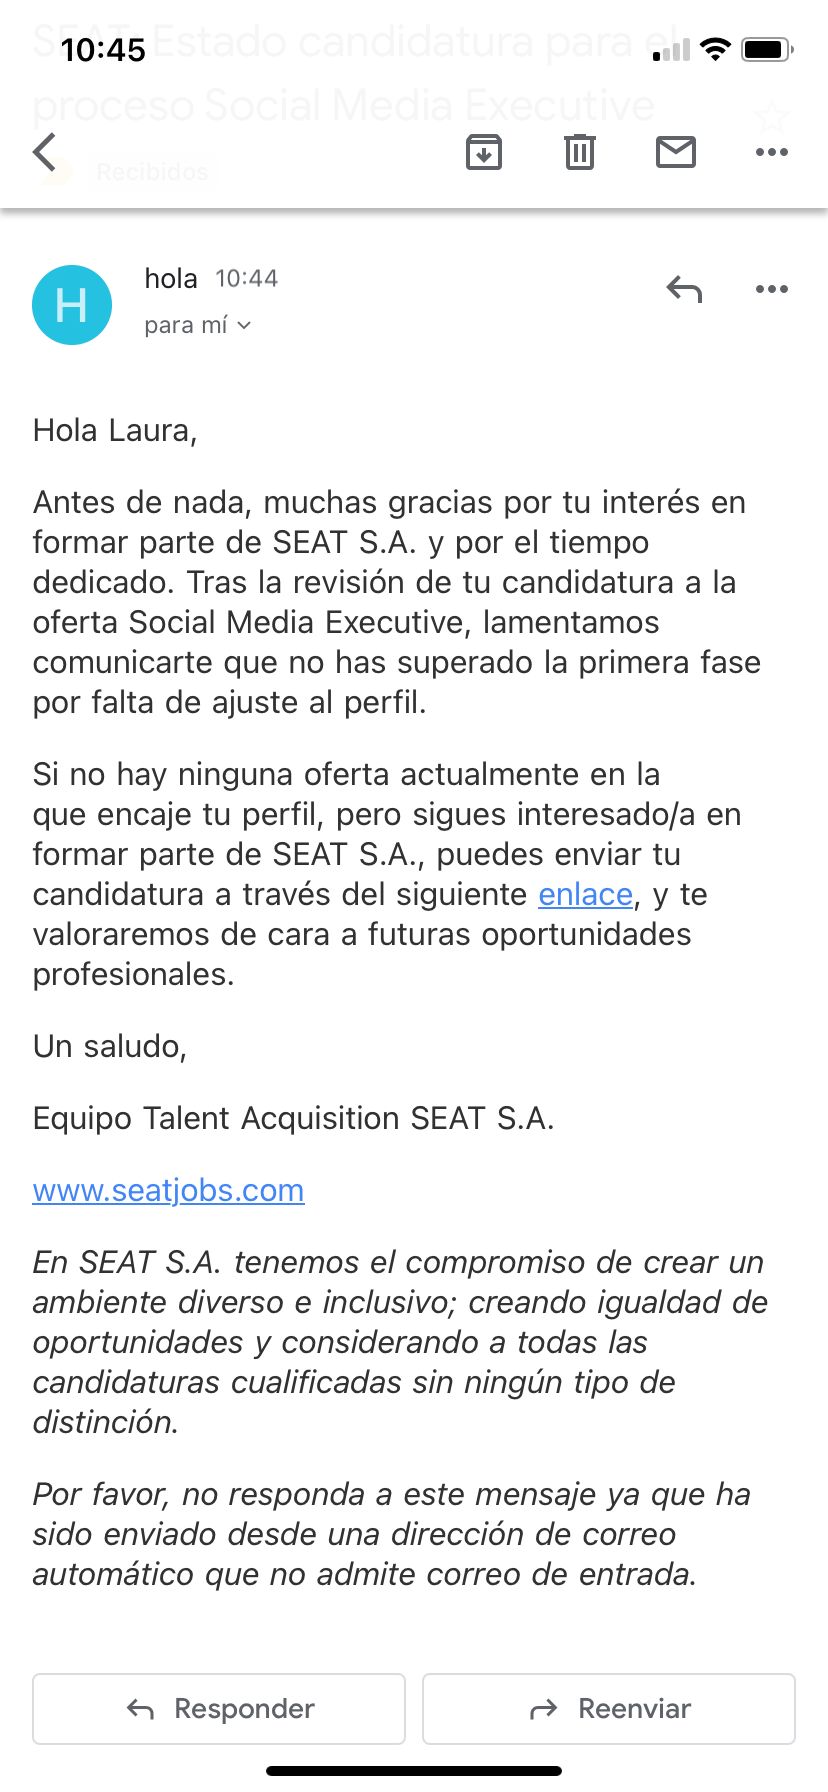 SEAT: Estado candidatura para el
10:45
proceso Social Media Executive
Recibidos
H
hola 10:44
para mí
Hola Laura,
Antes de nada, muchas gracias por tu interés en
formar parte de SEAT S.A. y por el tiempo
dedicado. Tras la revisión de tu candidatura a la
oferta Social Media Executive, lamentamos
comunicarte que no has superado la primera fase
por falta de ajuste al perfil.
Si no hay ninguna oferta actualmente en la
que encaje tu perfil, pero sigues interesado/a en
formar parte de SEAT S.A., puedes enviar tu
candidatura a través del siguiente enlace, y te
valoraremos de cara a futuras oportunidades
profesionales.
Un saludo,
Equipo Talent Acquisition SEAT S.A.
www.seatjobs.com
En SEAT S.A. tenemos el compromiso de crear un
ambiente diverso e inclusivo; creando igualdad de
oportunidades y considerando a todas las
candidaturas cualificadas sin ningún tipo de
distinción.
Por favor, no responda a este mensaje ya que ha
sido enviado desde una dirección de correo
automático que no admite correo de entrada.
Responder
Reenviar